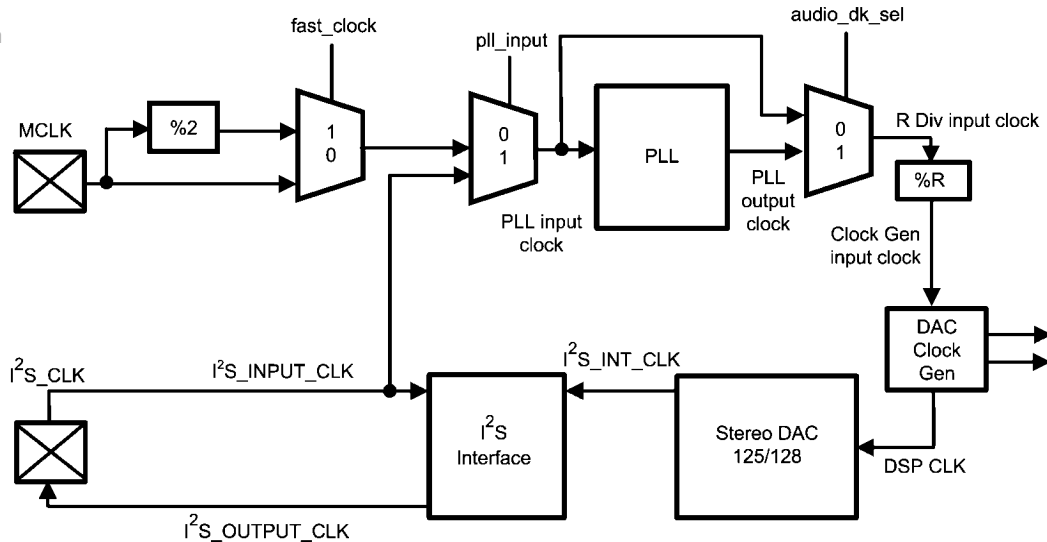 fast_clock
pll_input
audio_dk_sel
MCLK
%2
1
0
0
1
PLL
0
1
R Div input clock
%R
PLL input
clock
PLL
output
clock
Clock Gen
input clock
DAC
Clock
Gen
I²S_CLK
I²S_INPUT_CLK
I²S_INT_CLK
I²S
Interface
Stereo DAC
125/128
DSP CLK
I²S_OUTPUT_CLK